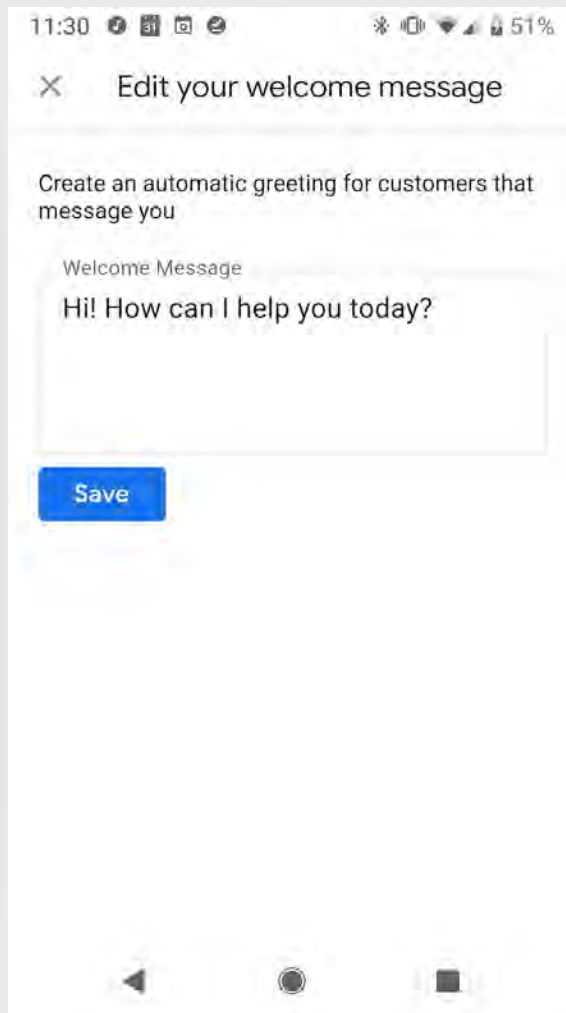 11:30 31 51%
Edit your welcome message
Create an automatic greeting for customers that
message you
Welcome Message
Hi! How can I help you today?
Save